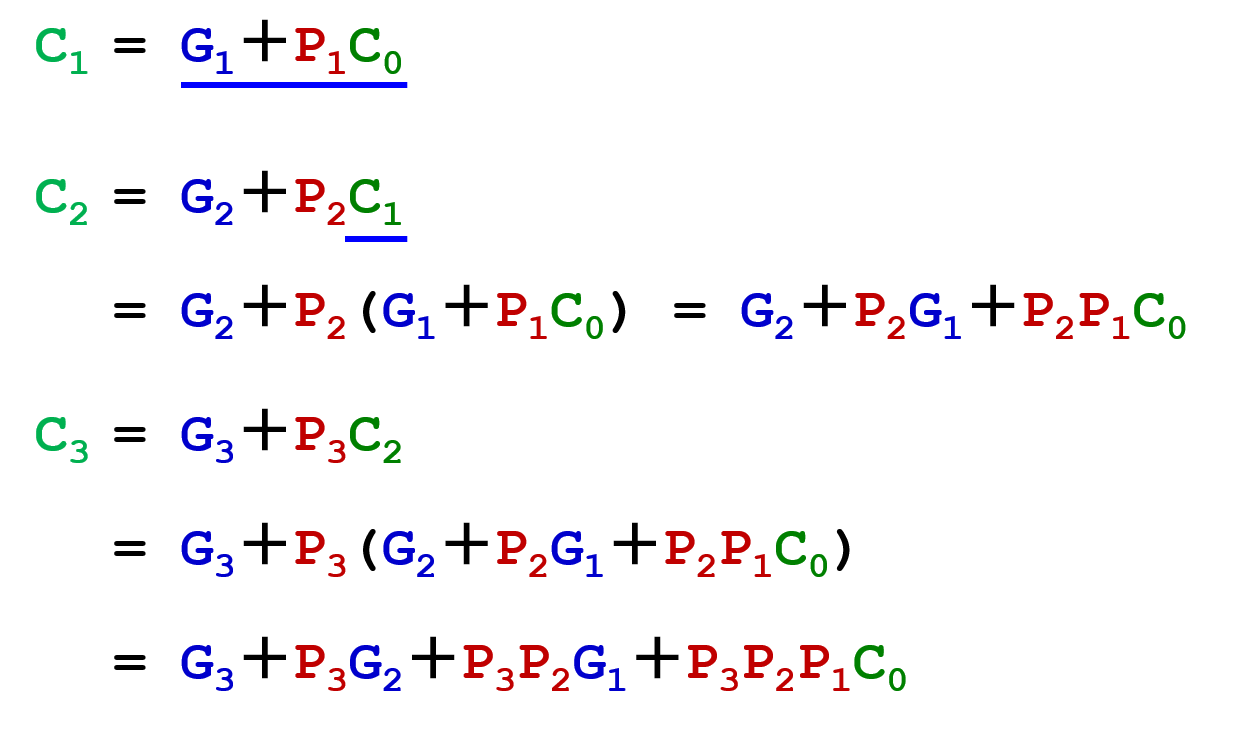 C₁ = G₁+P₁C₀
C₂ = G₂+P₂C₁
= G₂+P₂(G₁+P₁C₀) = G₂+P₂G₁+P₂P₁C₀
C₃ = G₃+P₃C₂
= G₃+P₃(G₂+P₂G₁+P₂P₁C₀)
= G₃+P₃G₂+P₃P₂G₁+P₃P₂P₁C₀